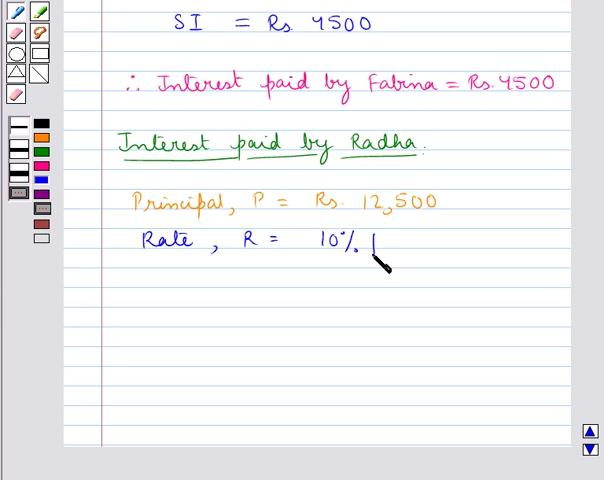 SI = Rs. 4500
∴ Interest paid by Fabina = Rs. 4500
Interest paid by Radha.
Principal, P = Rs. 12,500
Rate, R = 10%